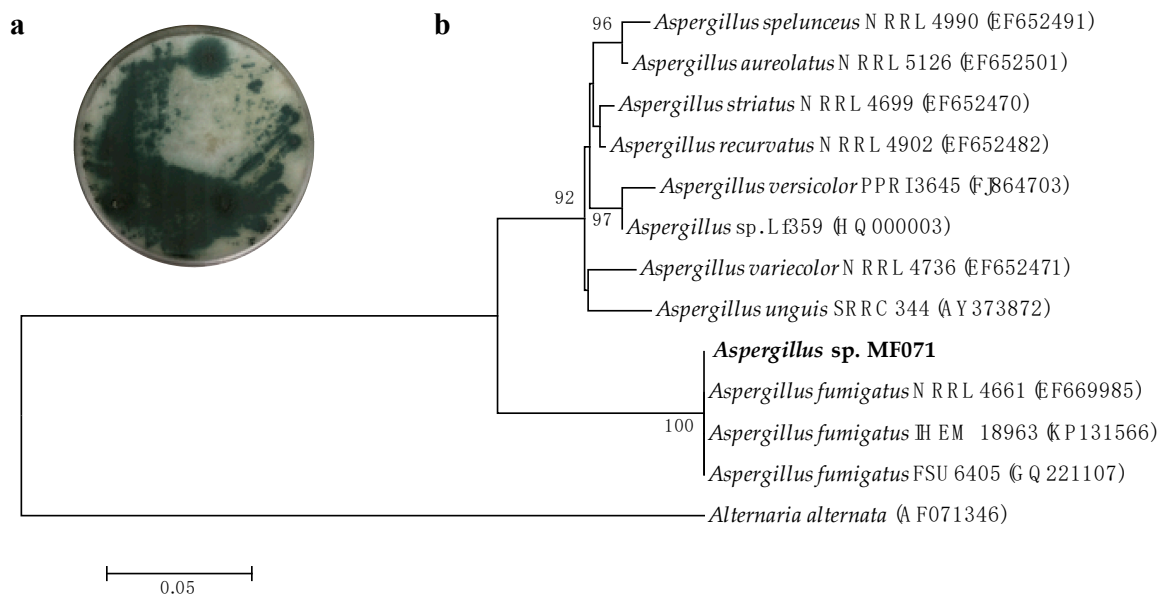 a
b
96
Aspergillus spelunceus NRRL 4990 (EF652491)
Aspergillus aureolatus NRRL 5126 (EF652501)
Aspergillus striatus NRRL 4699 (EF652470)
Aspergillus recurvatus NRRL 4902 (EF652482)
Aspergillus versicolor PPRI3645 (FJ864703)
92
97
Aspergillus sp.Lf359 (HQ000003)
Aspergillus variecolor NRRL 4736 (EF652471)
Aspergillus unguis SRRC 344 (AY373872)
Aspergillus sp. MF071
Aspergillus fumigatus NRRL 4661 (EF669985)
100
Aspergillus fumigatus IHEM 18963 (KP131566)
Aspergillus fumigatus FSU 6405 (GQ221107)
Alternaria alternata (AF071346)
0.05